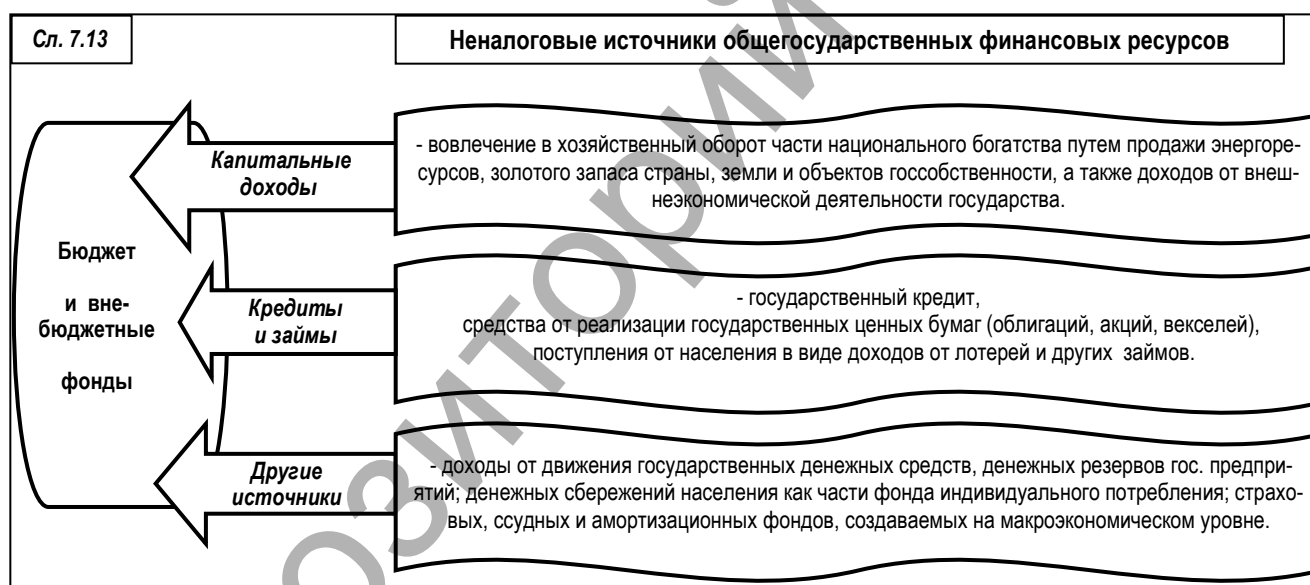 Сл. 7.13
Неналоговые источники общегосударственных финансовых ресурсов
Бюджет
и вне-
бюджетные
фонды
Капитальные
доходы
- вовлечение в хозяйственный оборот части национального богатства путем продажи энергоре-
сурсов, золотого запаса страны, земли и объектов госсобственности, а также доходов от внеш-
неэкономической деятельности государства.
Кредиты
и займы
- государственный кредит,
средства от реализации государственных ценных бумаг (облигаций, акций, векселей),
поступления от населения в виде доходов от лотерей и других займов.
Другие
источники
- доходы от движения государственных денежных средств, денежных резервов гос. предпри-
ятий; денежных сбережений населения как части фонда индивидуального потребления; страхо-
вых, ссудных и амортизационных фондов, создаваемых на макроэкономическом уровне.
озиторий